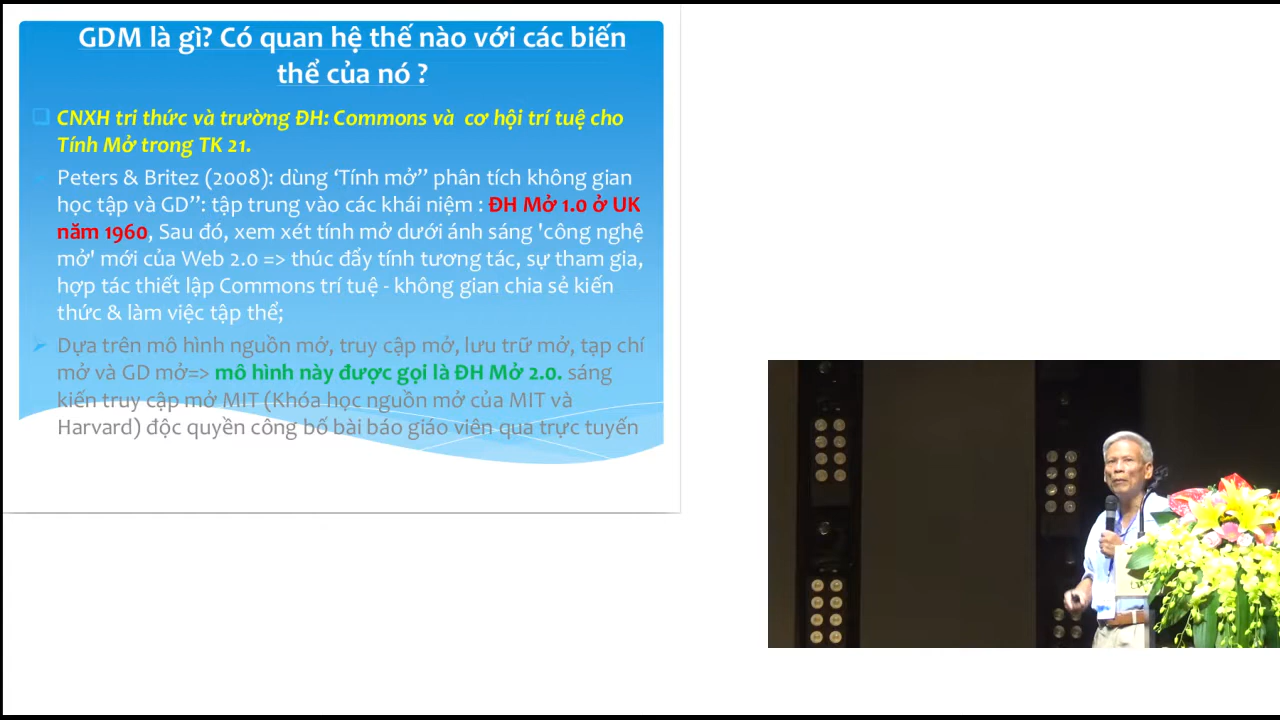 GDM là gì? Có quan hệ thế nào với các biến
thể của nó ?
CNXH tri thức và trường ĐH: Commons và cơ hội trí tuệ cho
Tính Mở trong TK 21.
Peters & Britez (2008): dùng ‘Tính mở” phân tích không gian
học tập và GD”: tập trung vào các khái niệm : ĐH Mở 1.0 ở UK
năm 1960, Sau đó, xem xét tính mở dưới ánh sáng 'công nghệ
mở' mới của Web 2.0 => thúc đẩy tính tương tác, sự tham gia,
hợp tác thiết lập Commons trí tuệ - không gian chia sẻ kiến
thức & làm việc tập thể;
Dựa trên mô hình nguồn mở, truy cập mở, lưu trữ mở, tạp chí
mở và GD mở=> mô hình này được gọi là ĐH Mở 2.0. sáng
kiến truy cập mở MIT (Khóa học nguồn mở của MIT và
Harvard) độc quyền công bố bài báo giáo viên qua trực tuyến